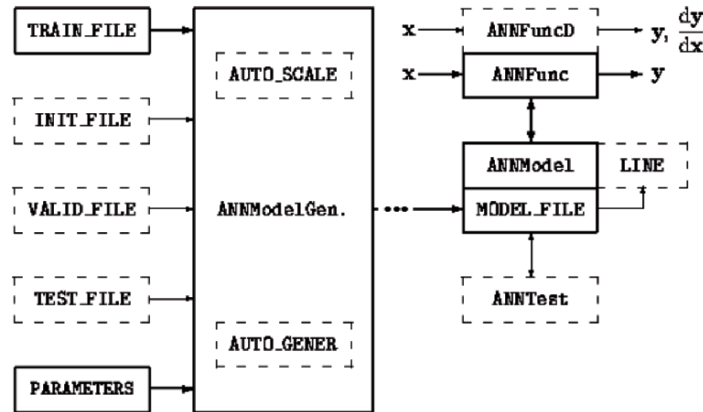 TRAIN_FILE
AUTO_SCALE
INIT_FILE
VALID_FILE
ANNModelGen.
TEST_FILE
AUTO_GENER
PARAMETERS
x ANNFuncD y, dy/dx
x ANNFunc y
ANNModel LINE
MODEL_FILE
ANNTest